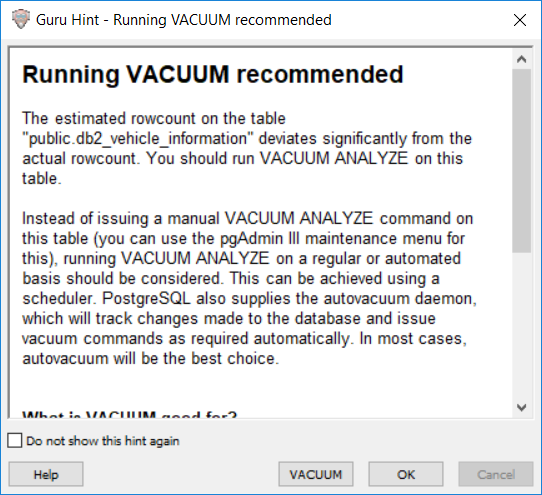 Guru Hint - Running VACUUM recommended
Running VACUUM recommended
The estimated rowcount on the table
"public.db2_vehicle_information" deviates significantly from the
actual rowcount. You should run VACUUM ANALYZE on this
table.
Instead of issuing a manual VACUUM ANALYZE command on
this table (you can use the pgAdmin III maintenance menu for
this), running VACUUM ANALYZE on a regular or automated
basis should be considered. This can be achieved using a
scheduler. PostgreSQL also supplies the autovacuum daemon,
which will track changes made to the database and issue
vacuum commands as required automatically. In most cases,
autovacuum will be the best choice.
What is VACUUM good for?
Do not show this hint again
Help
VACUUM
OK
Cancel